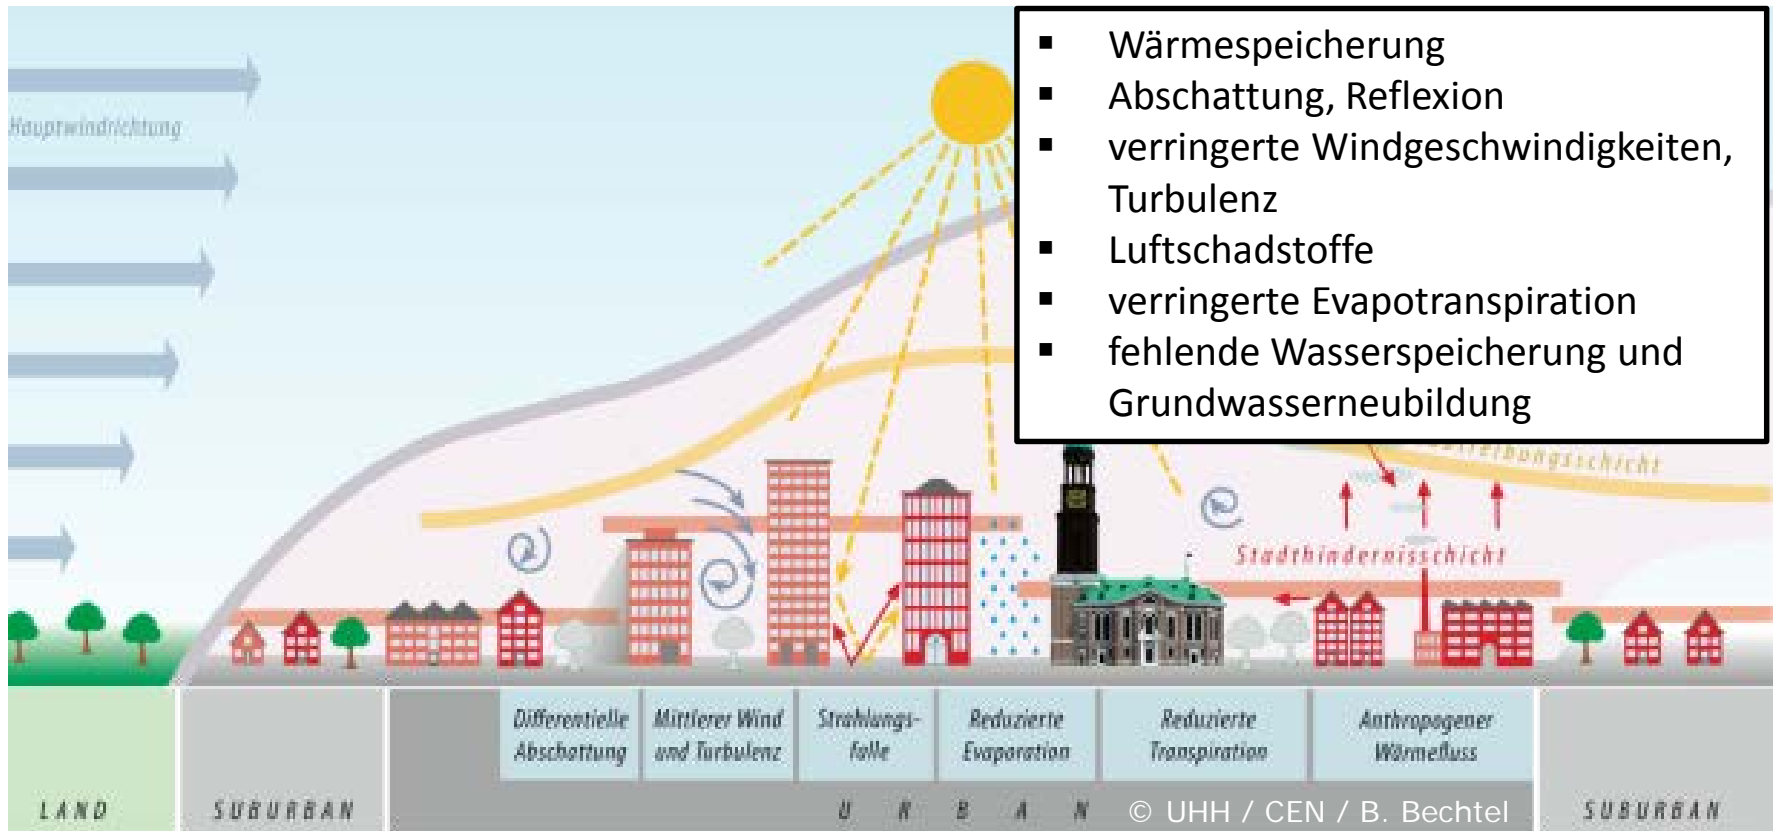 Hauptwindrichtung
▪ Wärmespeicherung
▪ Abschattung, Reflexion
▪ verringerte Windgeschwindigkeiten,
Turbulenz
▪ Luftschadstoffe
▪ verringerte Evapotranspiration
▪ fehlende Wasserspeicherung und
Grundwasserneubildung
Stadthindernisschicht
Differentielle
Abschattung
Mittlerer Wind
und Turbulenz
Strahlungs-
falle
Reduzierte
Evaporation
Reduzierte
Transpiration
Anthropogener
Wärmefluss
LAND
SUBURBAN
URBAN
© UHH / CEN / B. Bechtel
SUBURBAN